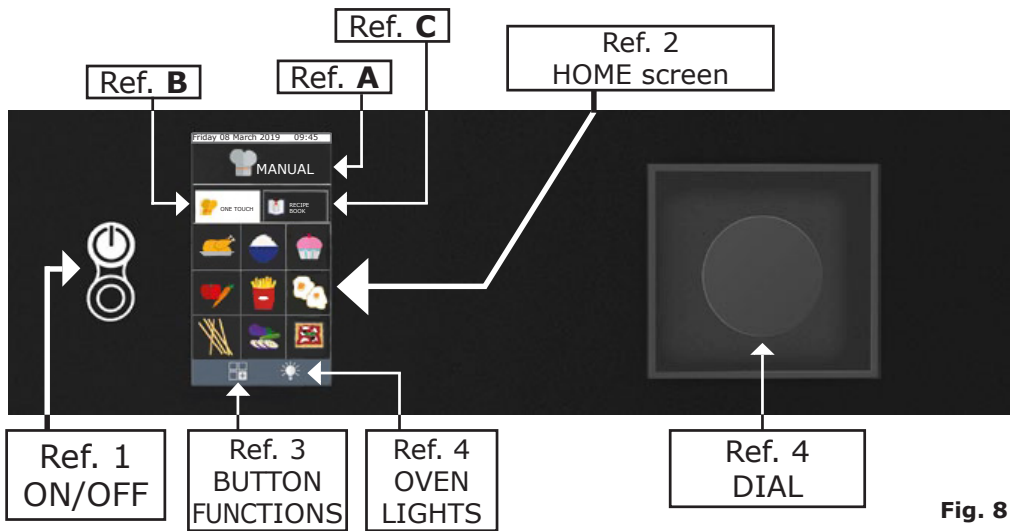 Ref. C
Ref. 2
HOME screen
Ref. B
Ref. A
Friday 08 March 2019 09:45
MANUAL
ONE TOUCH
RECIPE
BOOK
Ref. 1
ON/OFF
Ref. 3
BUTTON
FUNCTIONS
Ref. 4
OVEN
LIGHTS
Ref. 4
DIAL
Fig. 8